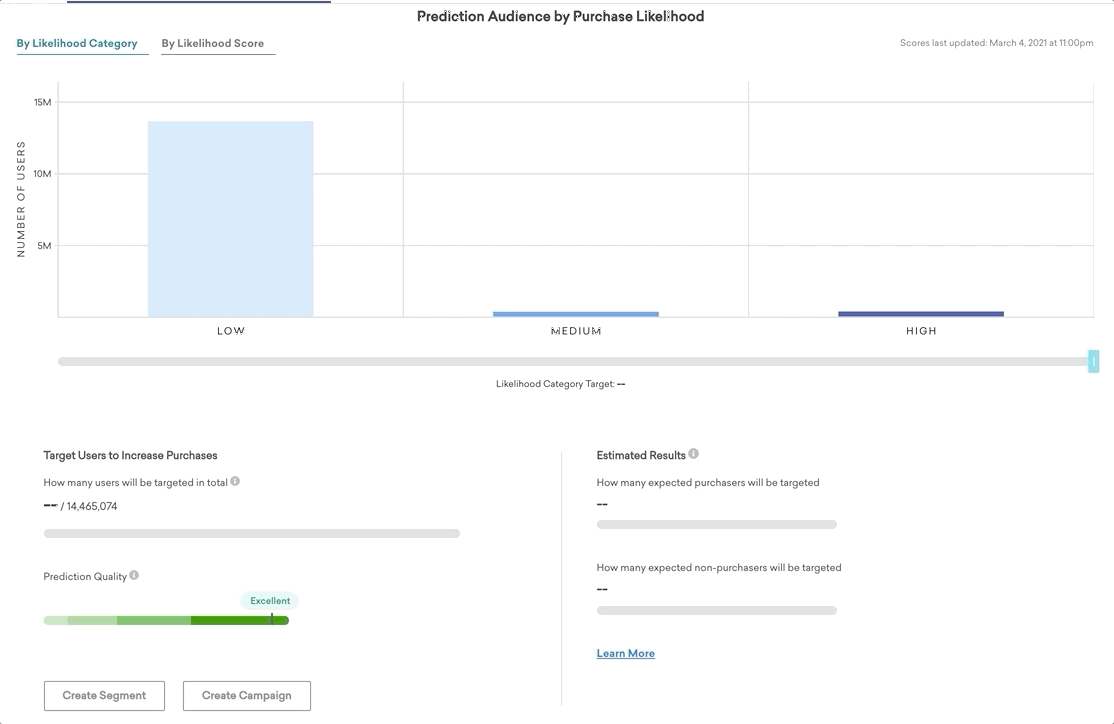 Prediction Audience by Purchase Likelihood
By Likelihood Category
By Likelihood Score
Scores last updated: March 4, 2021 at 11:00pm
NUMBER OF USERS
15M
10M
5M
LOW
MEDIUM
HIGH
Likelihood Category Target: --
Target Users to Increase Purchases
How many users will be targeted in total
-- / 14,465,074
Prediction Quality
Excellent
Create Segment
Create Campaign
Estimated Results
How many expected purchasers will be targeted
--
How many expected non-purchasers will be targeted
--
Learn More